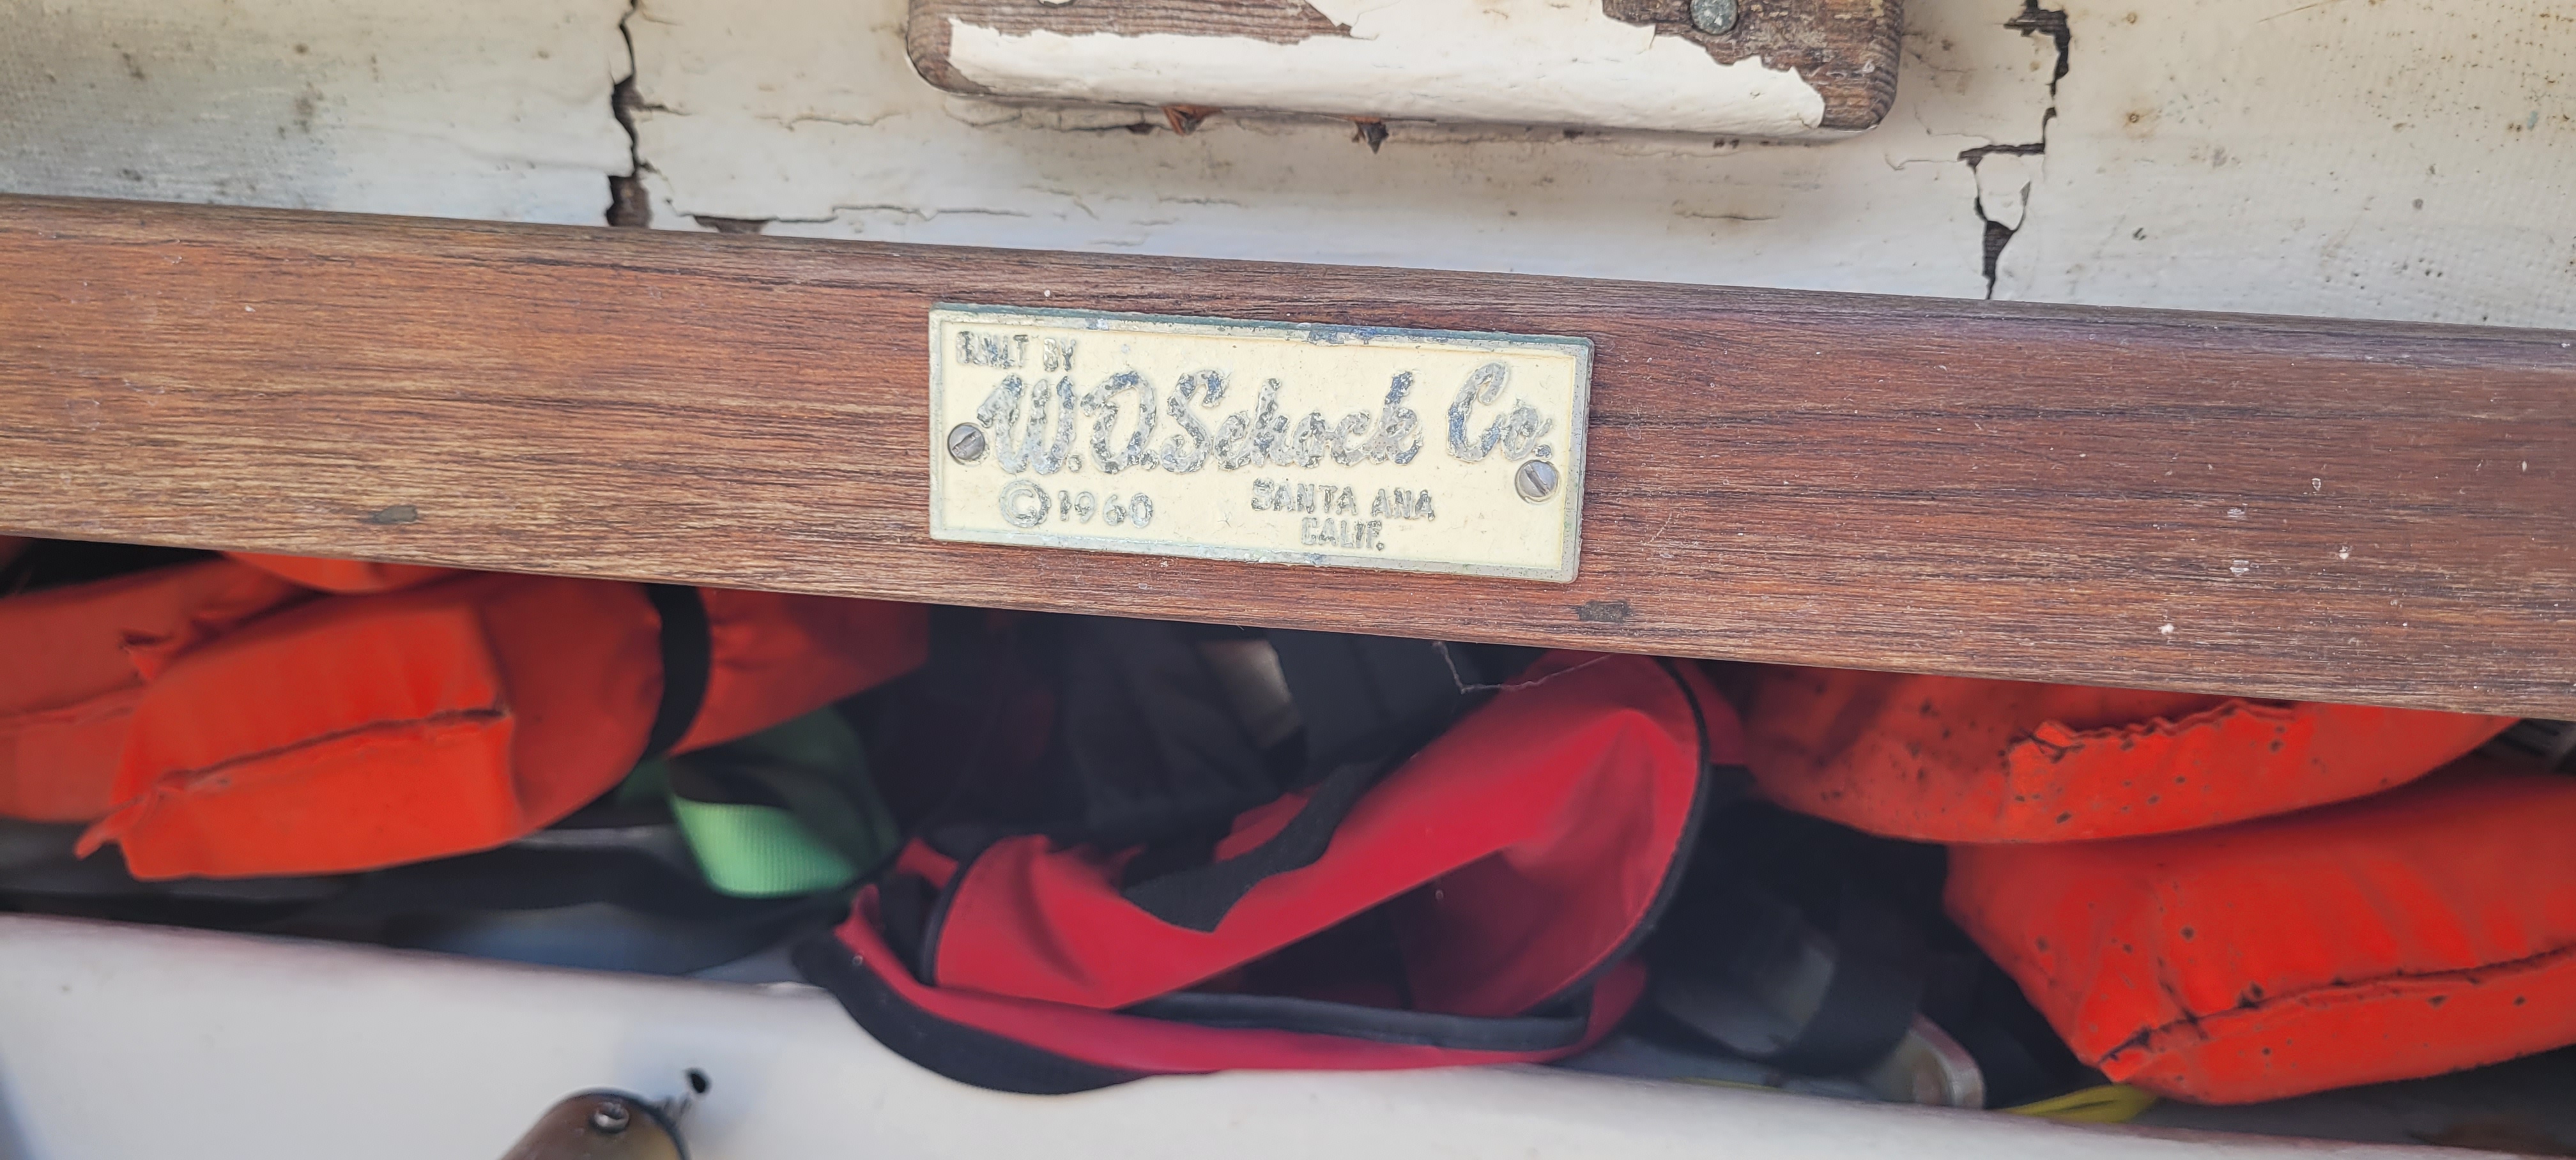 BUILT BY
W.D.Schock Co.
©1960
SANTA ANA
CALIF.